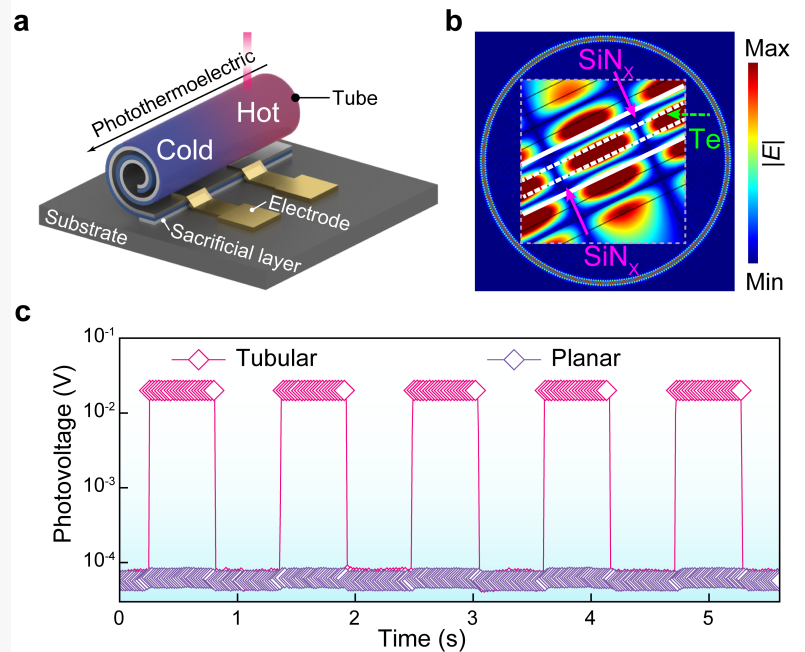 a
Photothermoelectric
Hot
Tube
Cold
Electrode
Sacrificial layer
Substrate
b
SiNₓ
Te
SiNₓ
Max
|E|
Min
c
Tubular
Planar
10⁻¹
10⁻²
10⁻³
10⁻⁴
Photovoltage (V)
0 1 2 3 4 5
Time (s)